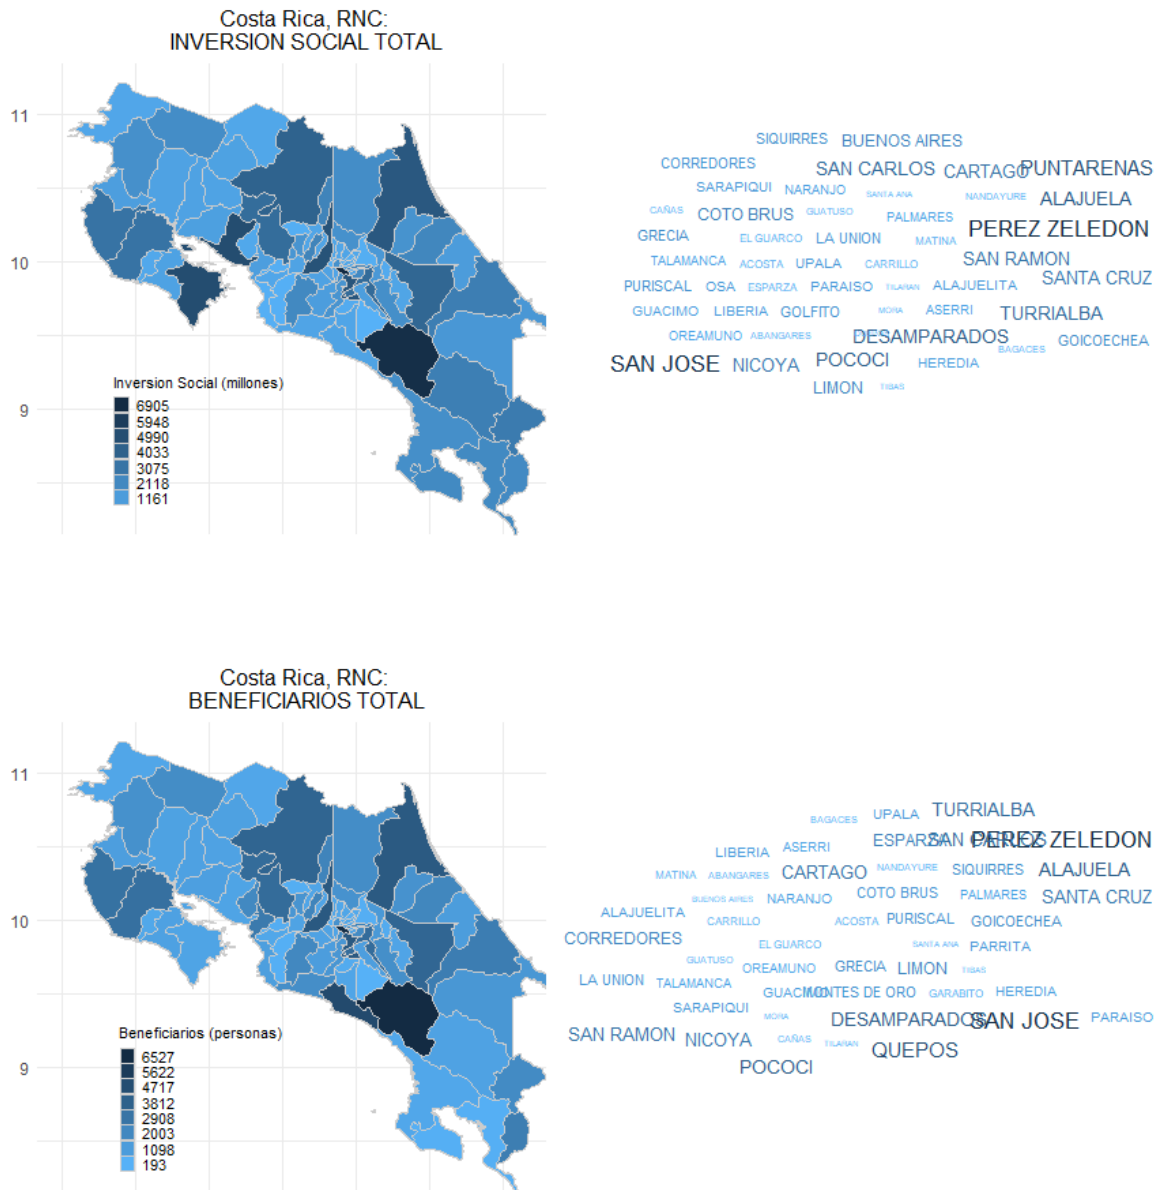 Costa Rica, RNC:
INVERSION SOCIAL TOTAL
11
10
9
Inversion Social (millones)
6905
5948
4990
4033
3075
2118
1161
SIQUIRRES BUENOS AIRES
CORREDORES SAN CARLOS CARTAGO PUNTARENAS
SARAPIQUI NARANJO SANTA ANA NANDAYURE ALAJUELA
CAÑAS COTO BRUS GUATUSO PALMARES PEREZ ZELEDON
GRECIA EL GUARCO LA UNION MATINA
TALAMANCA ACOSTA UPALA CARRILLO SAN RAMON
PURISCAL OSA ESPARZA PARAISO TILARAN ALAJUELITA SANTA CRUZ
GUACIMO LIBERIA GOLFITO MORA ASERRI TURRIALBA
OREAMUNO ABANGARES DESAMPARADOS BAGACES GOICOECHEA
SAN JOSE NICOYA POCOCI HEREDIA
LIMON TIBAS
Costa Rica, RNC:
BENEFICIARIOS TOTAL
11
10
9
Beneficiarios (personas)
6527
5622
4717
3812
2908
2003
1098
193
BAGACES UPALA TURRIALBA
LIBERIA ASERRI ESPARZA SAN CARLOS PEREZ ZELEDON
MATINA ABANGARES CARTAGO NANDAYURE SIQUIRRES ALAJUELA
BUENOS AIRES NARANJO COTO BRUS PALMARES SANTA CRUZ
ALAJUELITA CARRILLO ACOSTA PURISCAL GOICOECHEA
CORREDORES EL GUARCO SANTA ANA PARRITA
GUATUSO OREAMUNO GRECIA LIMON TIBAS
LA UNION TALAMANCA GUACIMO MONTES DE ORO GARABITO HEREDIA
SARAPIQUI MORA DESAMPARADOS SAN JOSE PARAISO
SAN RAMON NICOYA CAÑAS TILARAN QUEPOS
POCOCI